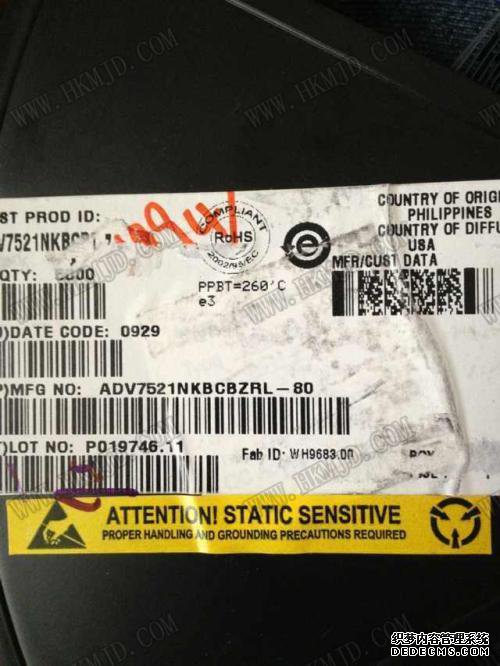 WWW.HKMJD.COM
ST PROD ID:
COMPLIANT
RoHS
2002/95/EC
e
COUNTRY OF ORIGI
PHILIPPINES
COUNTRY OF DIFFU
USA
MFR/CUST DATA
V7521NKBCB
QTY:
PPBT=260'C
e3
)DATE CODE: 0929
)MFG NO: ADV7521NKBCBZRL-80
)LOT NO: P019746.11
Fab ID: WH9683.00
BOX
ATTENTION! STATIC SENSITIVE
PROPER HANDLING AND GROUNDING PRECAUTIONS REQUIRED
织梦内容管理系统
DEDECMS.COM